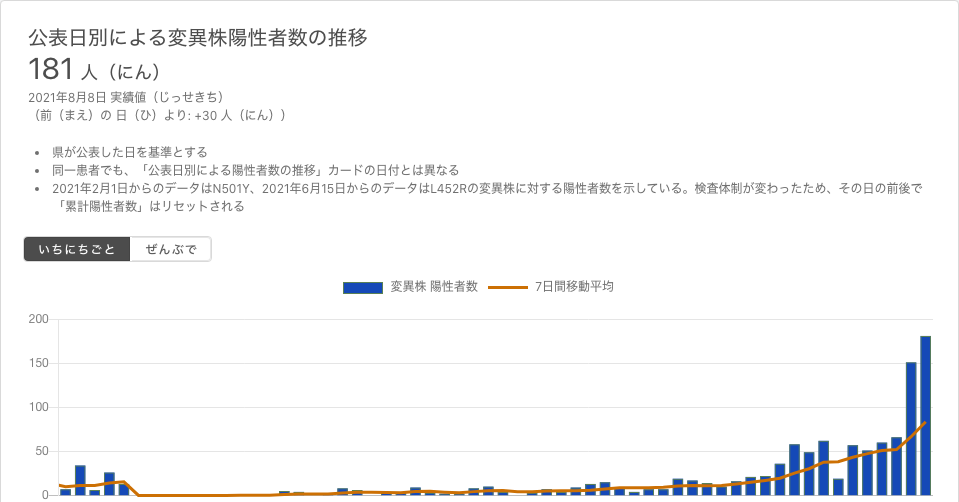 公表日別による変異株陽性者数の推移
181 人（にん）
2021年8月8日 実績値（じっせきち）
（前（まえ）の 日（ひ）より: +30 人（にん））
• 県が公表した日を基準とする
• 同一患者でも、「公表日別による陽性者数の推移」カードの日付とは異なる
• 2021年2月1日からのデータはN501Y、2021年6月15日からのデータはL452Rの変異株に対する陽性者数を示している。検査体制が変わったため、その日の前後で
「累計陽性者数」はリセットされる
いちにちごと ぜんぶで
変異株 陽性者数 7日間移動平均
200
150
100
50
0